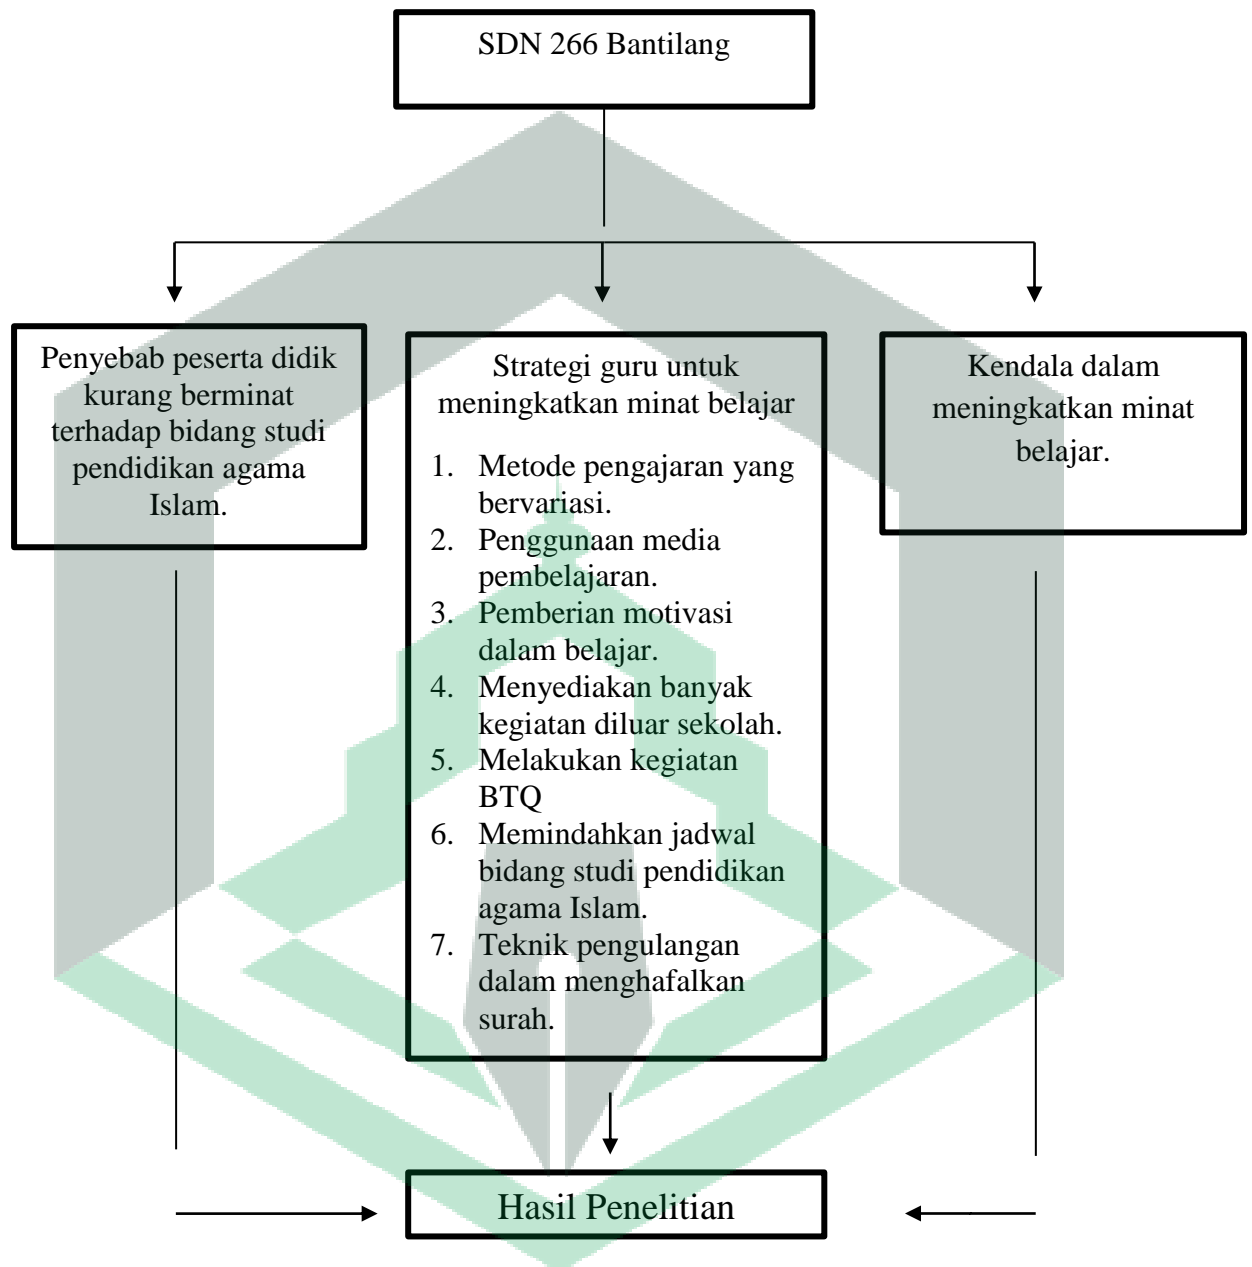 SDN 266 Bantilang
Penyebab peserta didik
kurang berminat
terhadap bidang studi
pendidikan agama
Islam.
Strategi guru untuk
meningkatkan minat belajar
1. Metode pengajaran yang
bervariasi.
2. Penggunaan media
pembelajaran.
3. Pemberian motivasi
dalam belajar.
4. Menyediakan banyak
kegiatan diluar sekolah.
5. Melakukan kegiatan
BTQ
6. Memindahkan jadwal
bidang studi pendidikan
agama Islam.
7. Teknik pengulangan
dalam menghafalkan
surah.
Kendala dalam
meningkatkan minat
belajar.
Hasil Penelitian